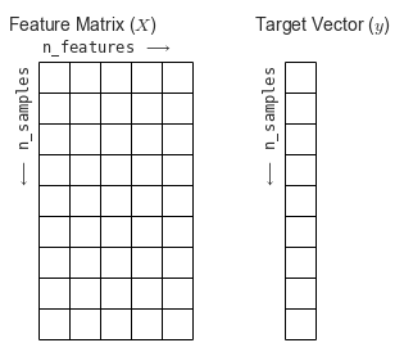 Feature Matrix (X)
n_features ⟶
← n_samples
Target Vector (y)
← n_samples